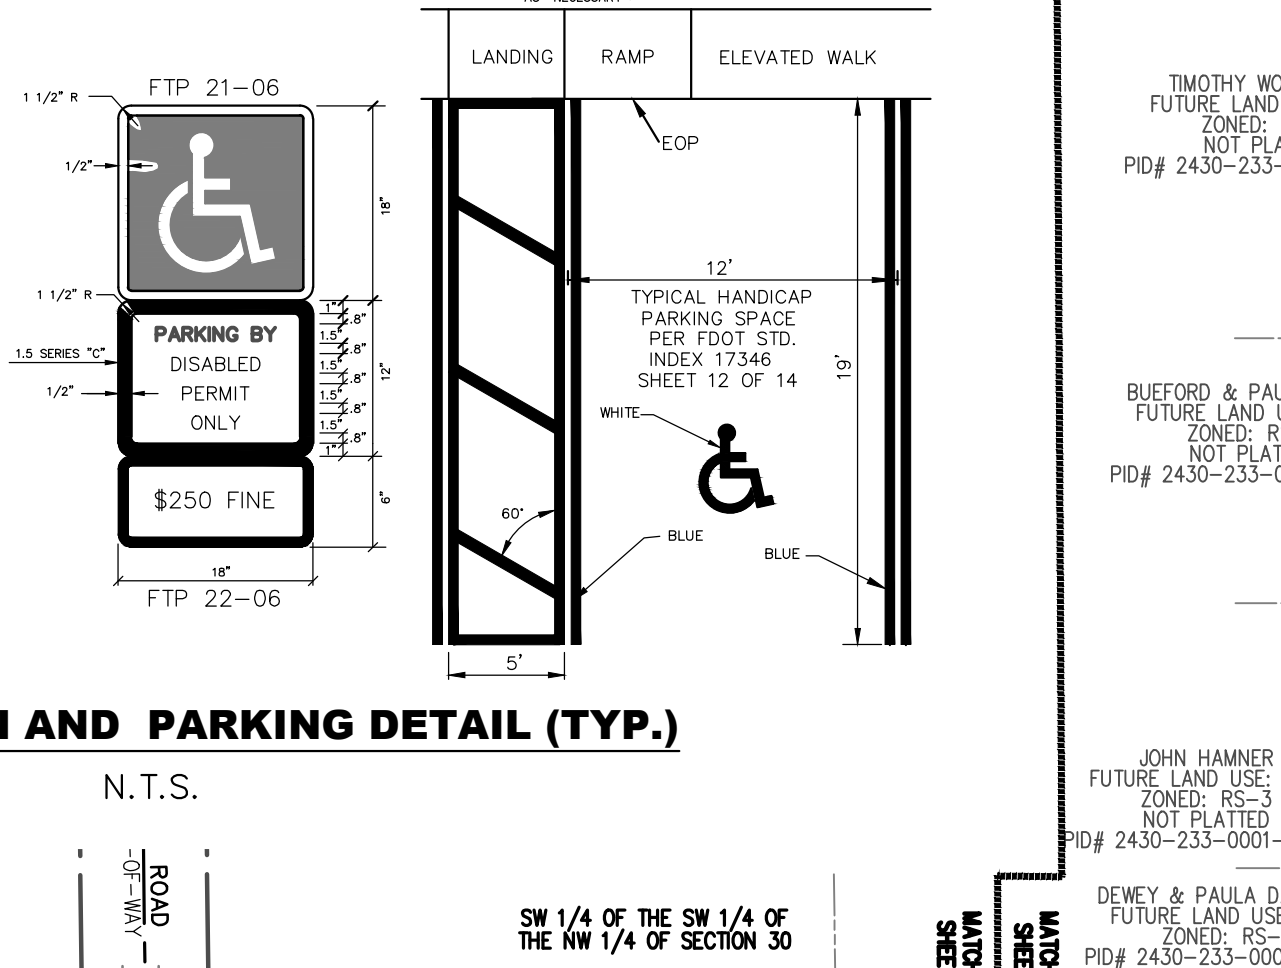 LANDING
RAMP
ELEVATED WALK
EOP
FTP 21-06
1 1/2" R
1/2"
18"
1 1/2" R
1.5 SERIES "C"
1/2"
PARKING BY
DISABLED
PERMIT
ONLY
1"
.8"
1.5"
.8"
1.5"
.8"
1.5"
.8"
1.5"
.8"
1"
12"
$250 FINE
6"
18"
FTP 22-06
12'
TYPICAL HANDICAP
PARKING SPACE
PER FDOT STD.
INDEX 17346
SHEET 12 OF 14
19'
WHITE
60°
BLUE
BLUE
5'
AND PARKING DETAIL (TYP.)
N.T.S.
ROAD
-OF-WAY
SW 1/4 OF THE SW 1/4 OF
THE NW 1/4 OF SECTION 30
TIMOTHY
FUTURE LAND
ZONED:
NOT
PID# 2430-233-
BUEFORD &
FUTURE LAND
ZONED:
NOT
PID# 2430-233-
JOHN HAMNER
FUTURE LAND USE:
ZONED: RS-3
NOT PLATTED
PID# 2430-233-0001-
DEWEY & PAULA
FUTURE LAND USE
ZONED: RS-
PID# 2430-233-000